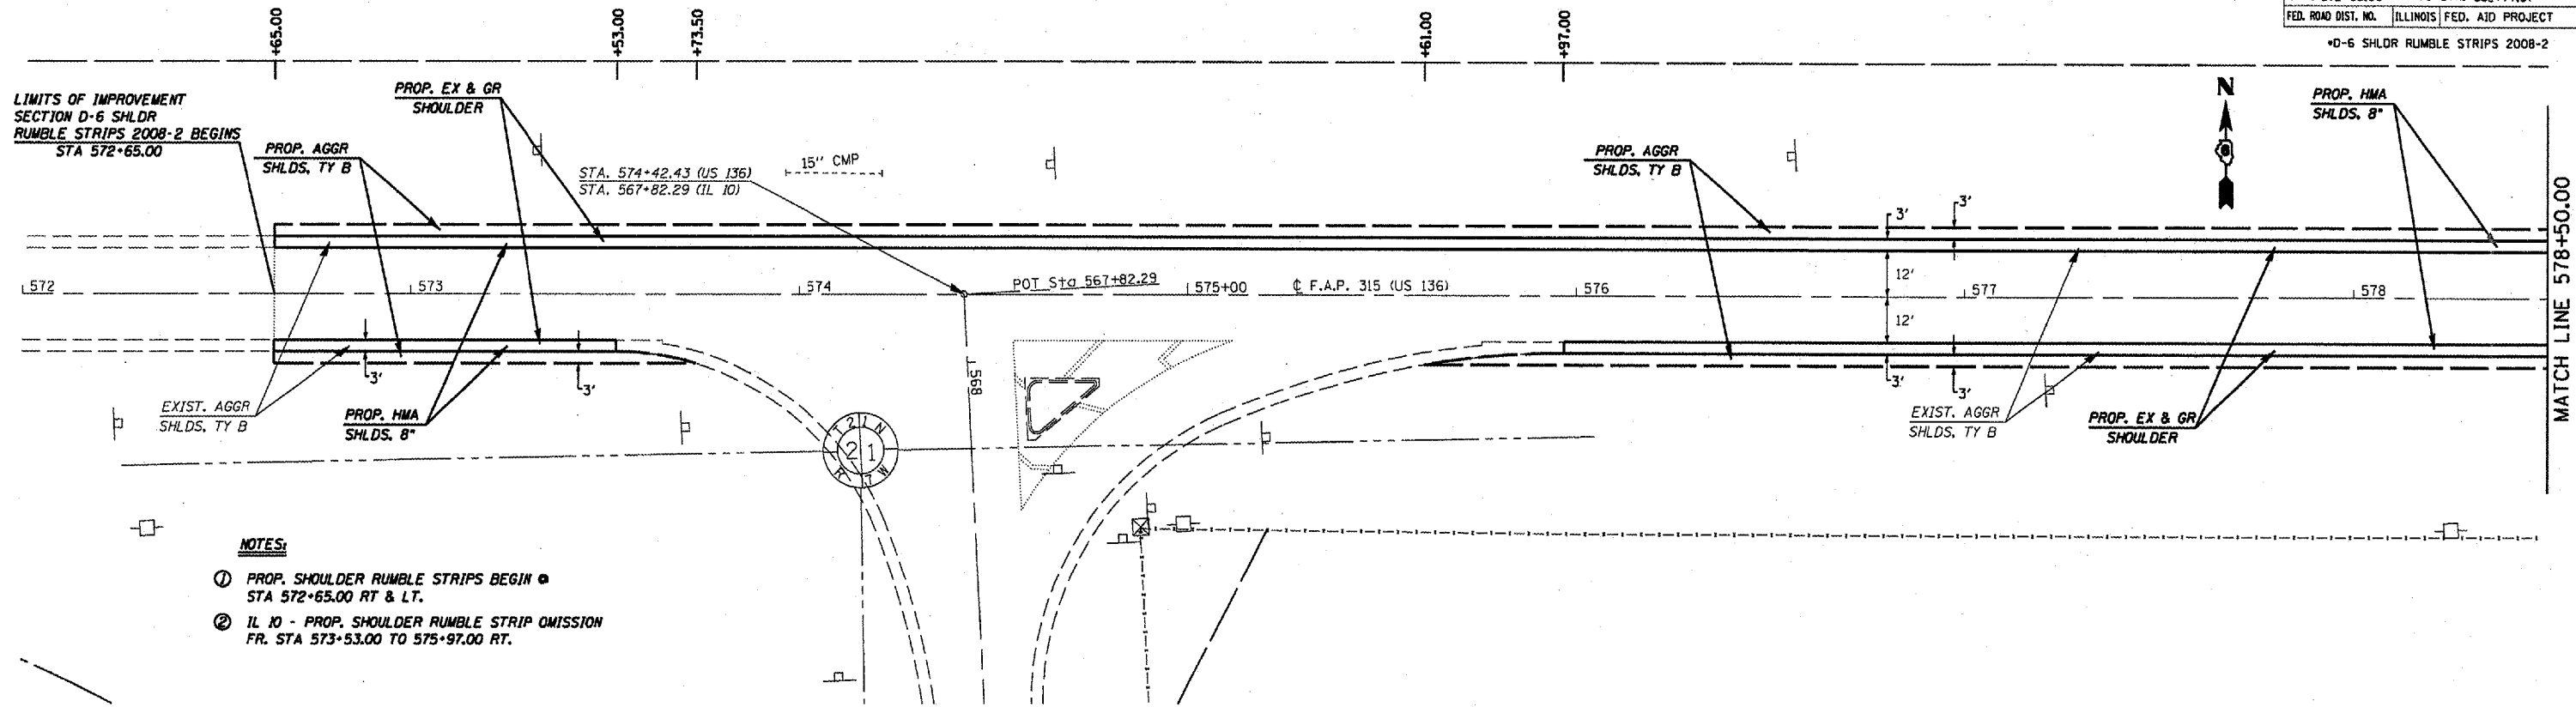 +65.00
+53.00
+73.50
+61.00
+97.00
FED. ROAD DIST. NO. ILLINOIS FED. AID PROJECT
*D-6 SHLDR RUMBLE STRIPS 2008-2
LIMITS OF IMPROVEMENT
SECTION D-6 SHLDR
RUMBLE STRIPS 2008-2 BEGINS
STA 572+65.00
PROP. AGGR
SHLDS, TY B
PROP. EX & GR
SHOULDER
STA. 574+42.43 (US 136)
STA. 567+82.29 (IL 10)
15" CMP
PROP. AGGR
SHLDS, TY B
N
6
PROP. HMA
SHLDS. 8"
3'
3'
572
573
574
POT Sta 567+82.29
575+00
℄ F.A.P. 315 (US 136)
576
577
578
12'
12'
MATCH LINE 578+50.00
3'
3'
568
3'
3'
EXIST. AGGR
SHLDS, TY B
PROP. HMA
SHLDS. 8"
T 21 N
2 1
R 7 W
EXIST. AGGR
SHLDS, TY B
PROP. EX & GR
SHOULDER
NOTES:
① PROP. SHOULDER RUMBLE STRIPS BEGIN @
STA 572+65.00 RT & LT.
② IL 10 - PROP. SHOULDER RUMBLE STRIP OMISSION
FR. STA 573+53.00 TO 575+97.00 RT.